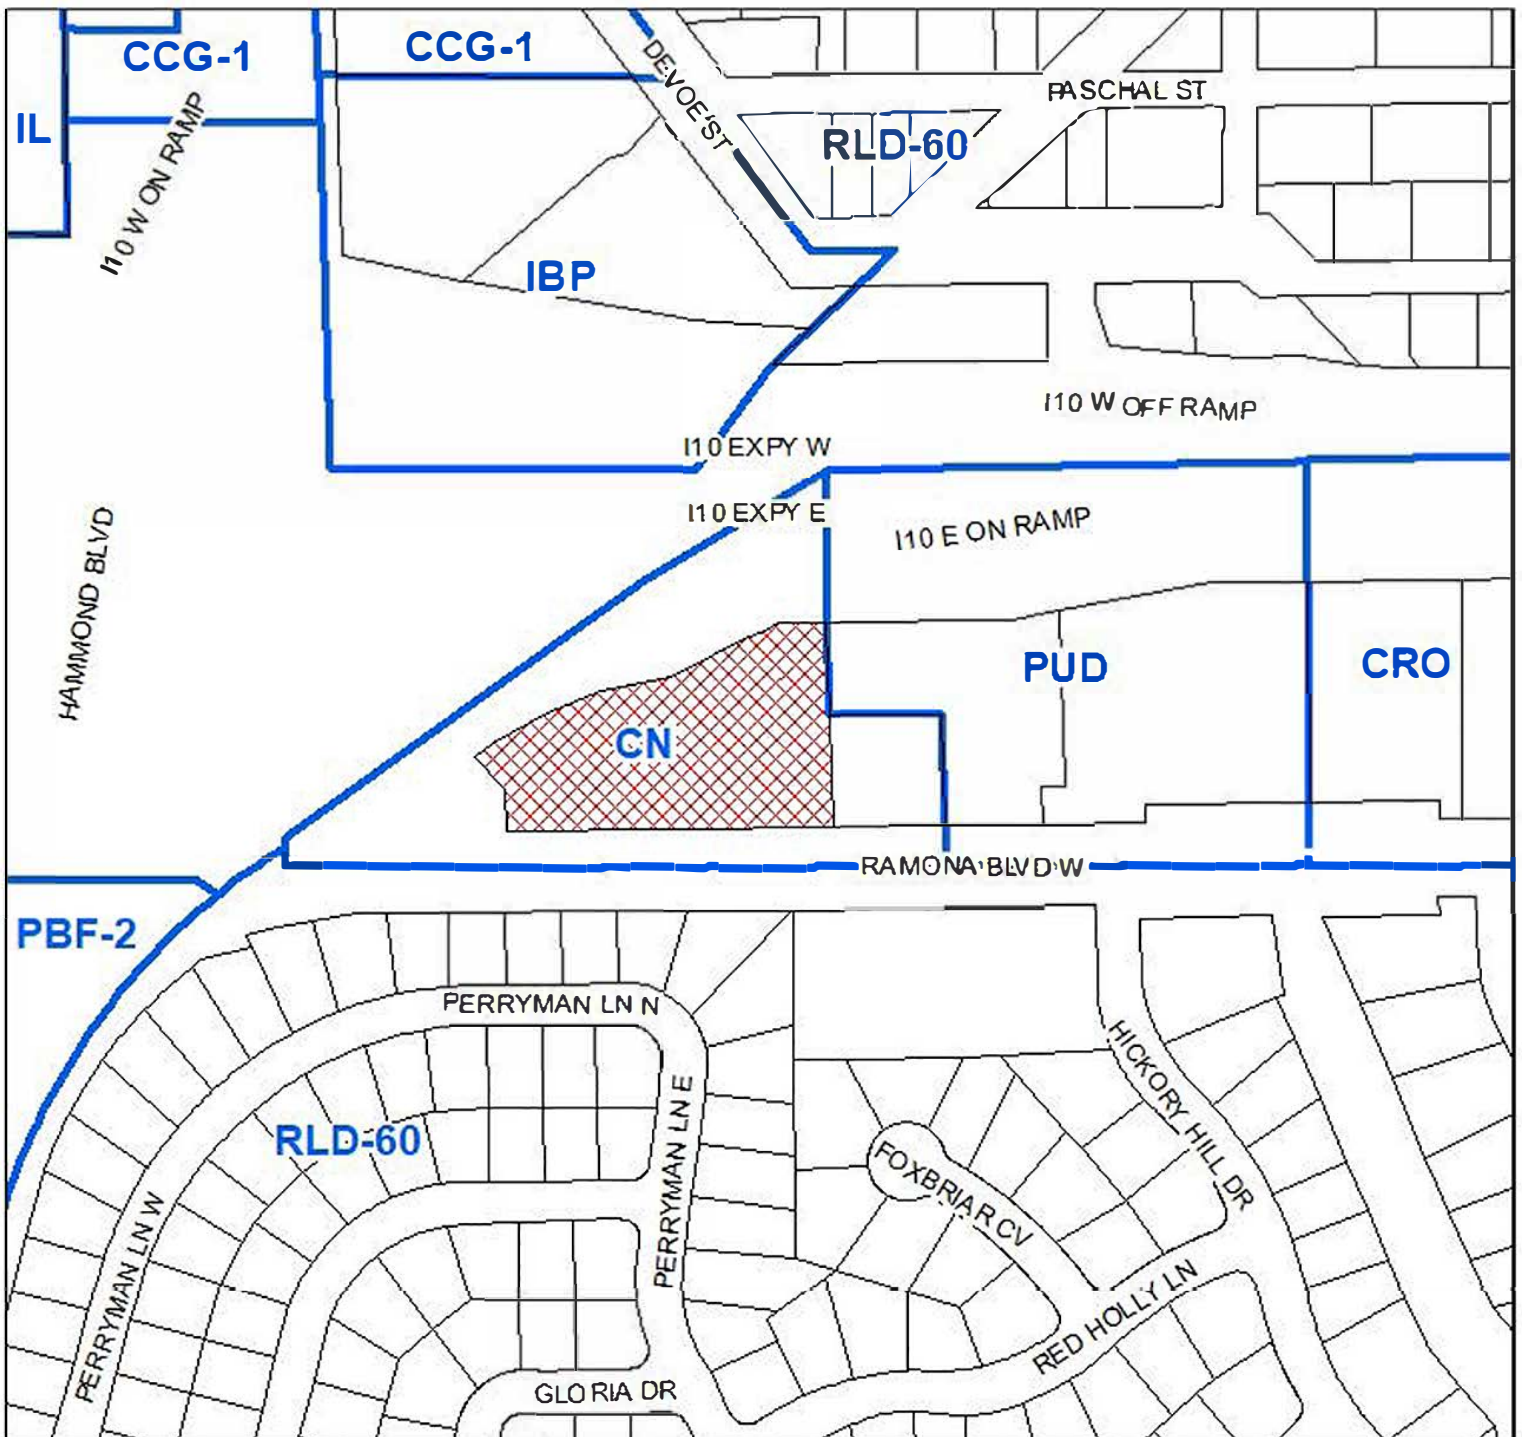 CCG-1
CCG-1
DEVOE ST
PASCHAL ST
IL
RLD-60
I10 W ON RAMP
IBP
I10 W OFF RAMP
I10 EXPY W
I10 EXPY E
I10 E ON RAMP
HAMMOND BLVD
PUD
CRO
CN
RAMONA BLVD W
PBF-2
PERRYMAN LN N
HICKORY HILL DR
RLD-60
PERRYMAN LN E
FOXBRIAR CV
PERRYMAN LN W
RED HOLLY LN
GLORIA DR